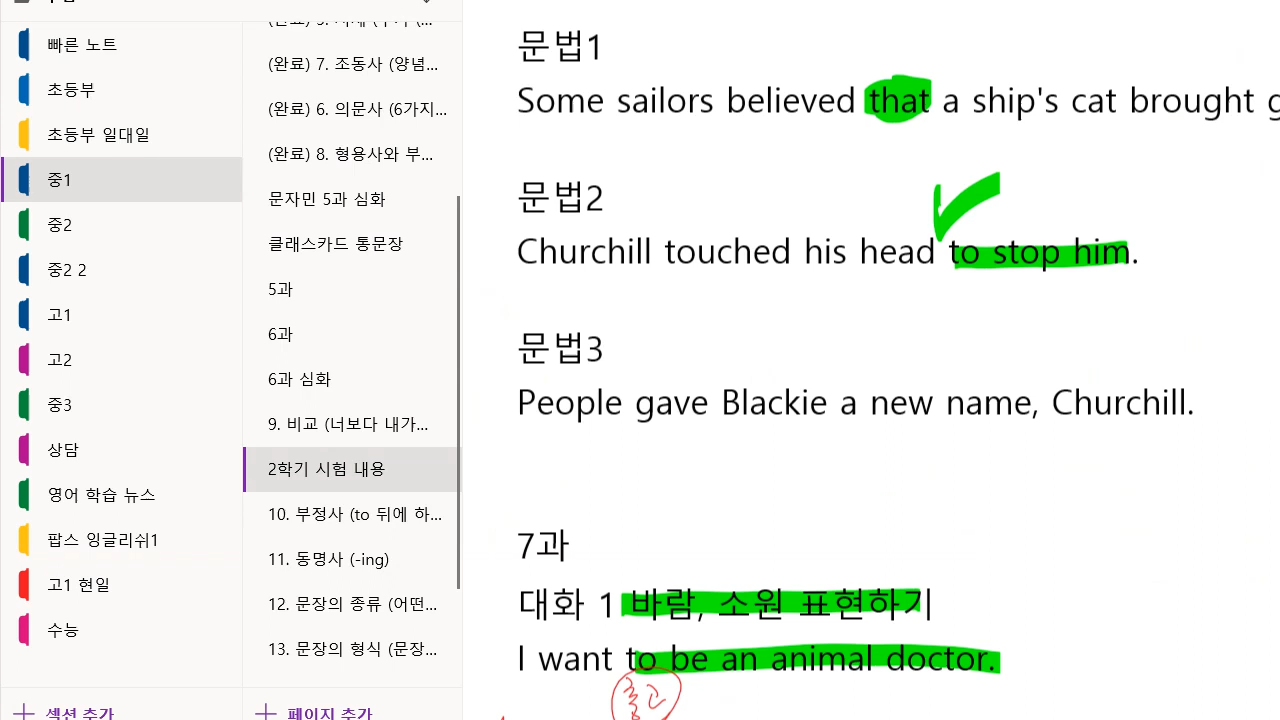 빠른 노트
초등부
초등부 일대일
중1
중2
중2 2
고1
고2
중3
상담
영어 학습 뉴스
팝스 잉글리쉬1
고1 현일
수능
섹션 추가
(완료) 7. 조동사 (양념...
(완료) 6. 의문사 (6가지...
(완료) 8. 형용사와 부...
문자민 5과 심화
클래스카드 통문장
5과
6과
6과 심화
9. 비교 (너보다 내가...
2학기 시험 내용
10. 부정사 (to 뒤에 하...
11. 동명사 (-ing)
12. 문장의 종류 (어떤...
13. 문장의 형식 (문장...
페이지 추가
문법1
Some sailors believed that a ship's cat brought
문법2
Churchill touched his head to stop him.
문법3
People gave Blackie a new name, Churchill.
7과
대화 1 바람, 소원 표현하기
I want to be an animal doctor.